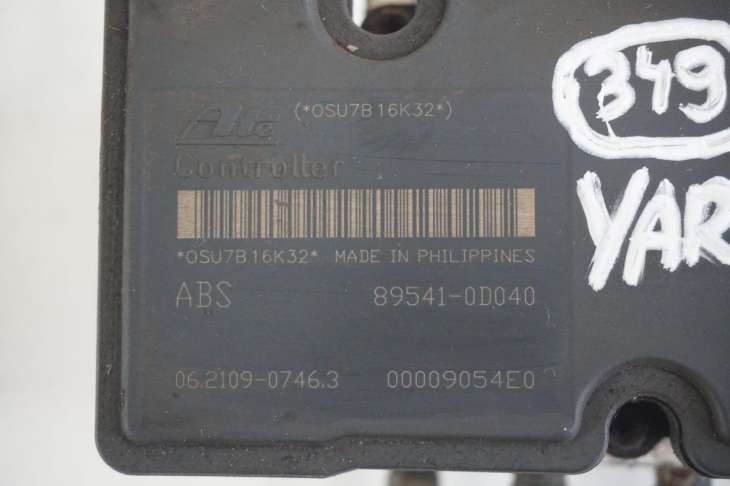 (*OSU7B16K32*)
Ate
Controller
*OSU7B16K32* MADE IN PHILIPPINES
ABS 89541-0D040
06.2109-0746.3 00009054E0
349
YAR